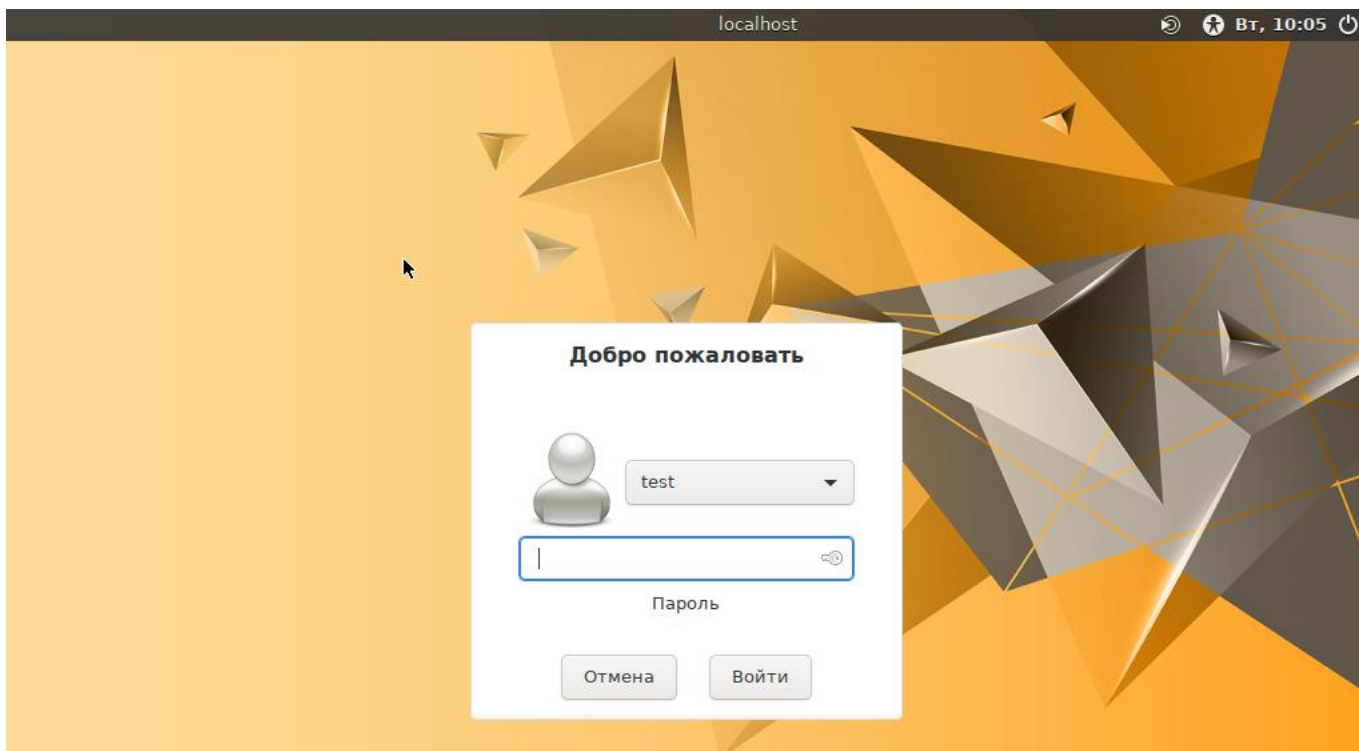 localhost
Вт, 10:05
Добро пожаловать
test
Пароль
Отмена
Войти